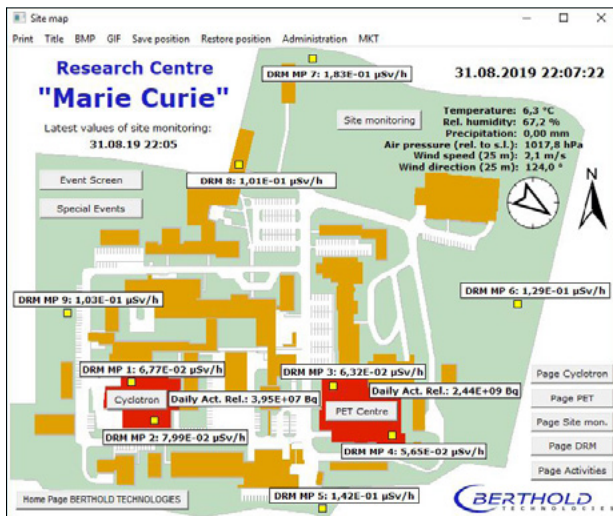 Site map
Print Title BMP GIF Save position Restore position Administration MKT
DRM MP 7: 1,83E-01 µSv/h
Research Centre
"Marie Curie"
31.08.2019 22:07:22
Latest values of site monitoring:
31.08.19 22:05
Site monitoring
Temperature: 6,3 °C
Rel. humidity: 67,2 %
Precipitation: 0,00 mm
Air pressure (rel. to s.l.): 1017,8 hPa
Wind speed (25 m): 2,1 m/s
Wind direction (25 m): 124,0 °
N
Event Screen
DRM 8: 1,01E-01 µSv/h
Special Events
DRM MP 6: 1,29E-01 µSv/h
DRM MP 9: 1,03E-01 µSv/h
DRM MP 1: 6,77E-02 µSv/h
DRM MP 3: 6,32E-02 µSv/h
Page Cyclotron
Cyclotron
Daily Act. Rel.: 3,95E+07 Bq
Daily Act. Rel.: 2,44E+09 Bq
PET Centre
Page PET
Page Site mon.
DRM MP 2: 7,99E-02 µSv/h
DRM MP 4: 5,65E-02 µSv/h
Page DRM
Page Activities
Home Page BERTHOLD TECHNOLOGIES
DRM MP 5: 1,42E-01 µSv/h
BERTHOLD
TECHNOLOGIE